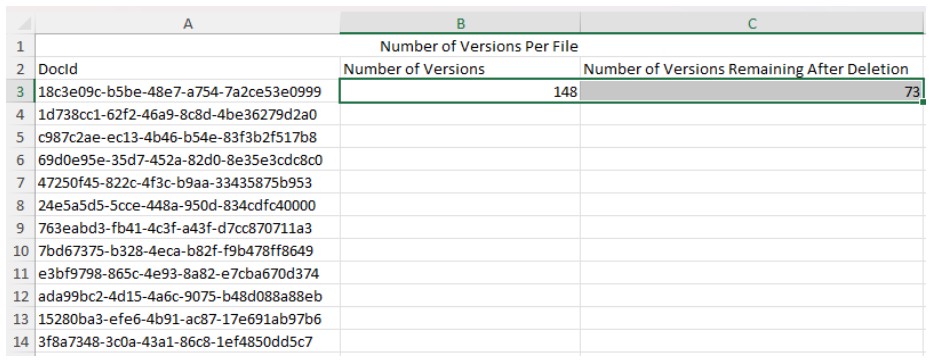 A B C
1 Number of Versions Per File
2 DocId Number of Versions Number of Versions Remaining After Deletion
3 18c3e09c-b5be-48e7-a754-7a2ce53e0999 148 73
4 1d738cc1-62f2-46a9-8c8d-4be36279d2a0
5 c987c2ae-ec13-4b46-b54e-83f3b2f517b8
6 69d0e95e-35d7-452a-82d0-8e35e3cdc8c0
7 47250f45-822c-4f3c-b9aa-33435875b953
8 24e5a5d5-5cce-448a-950d-834cdfc40000
9 763eabd3-fb41-4c3f-a43f-d7cc870711a3
10 7bd67375-b328-4eca-b82f-f9b478ff8649
11 e3bf9798-865c-4e93-8a82-e7cba670d374
12 ada99bc2-4d15-4a6c-9075-b48d088a88eb
13 15280ba3-efe6-4b91-ac87-17e691ab97b6
14 3f8a7348-3c0a-43a1-86c8-1ef4850dd5c7